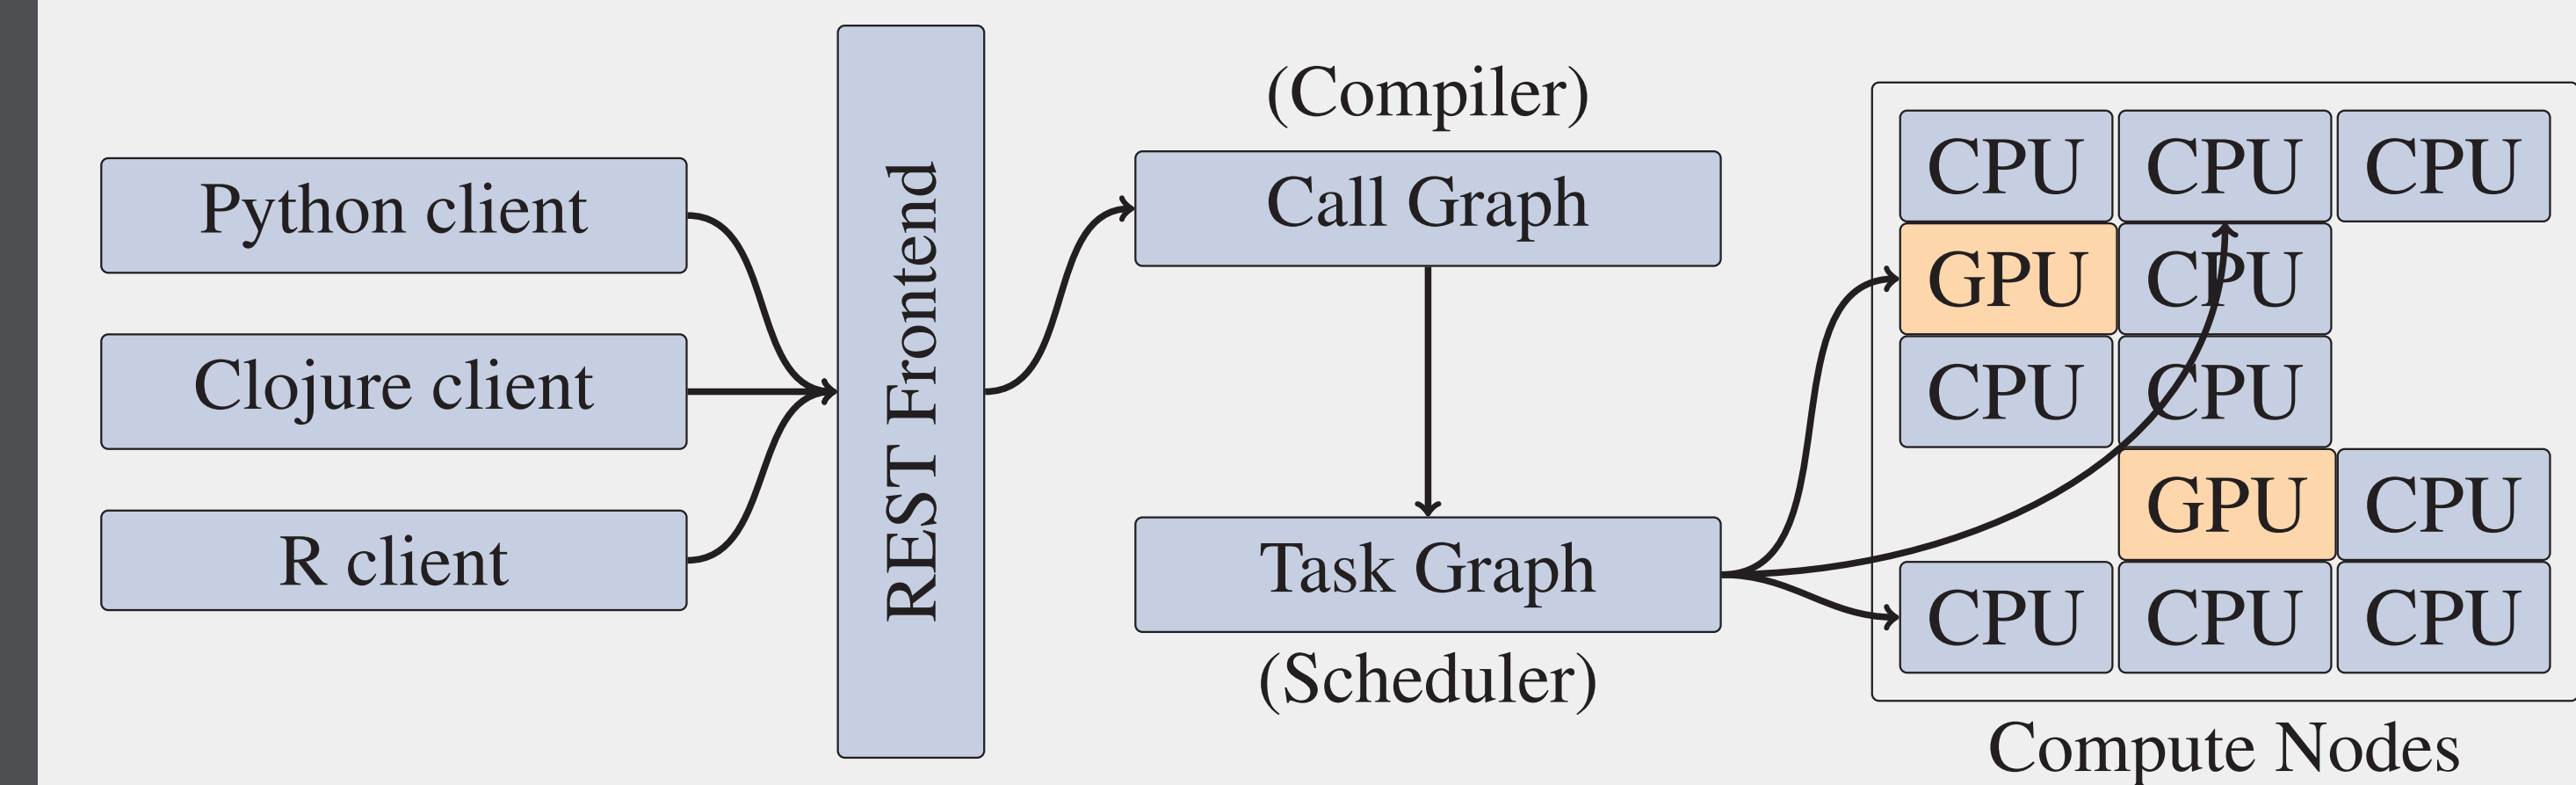 Python client
Clojure client
R client
REST Frontend
(Compiler)
Call Graph
Task Graph
(Scheduler)
CPU CPU CPU
GPU CPU
CPU CPU
GPU CPU
CPU CPU CPU
Compute Nodes